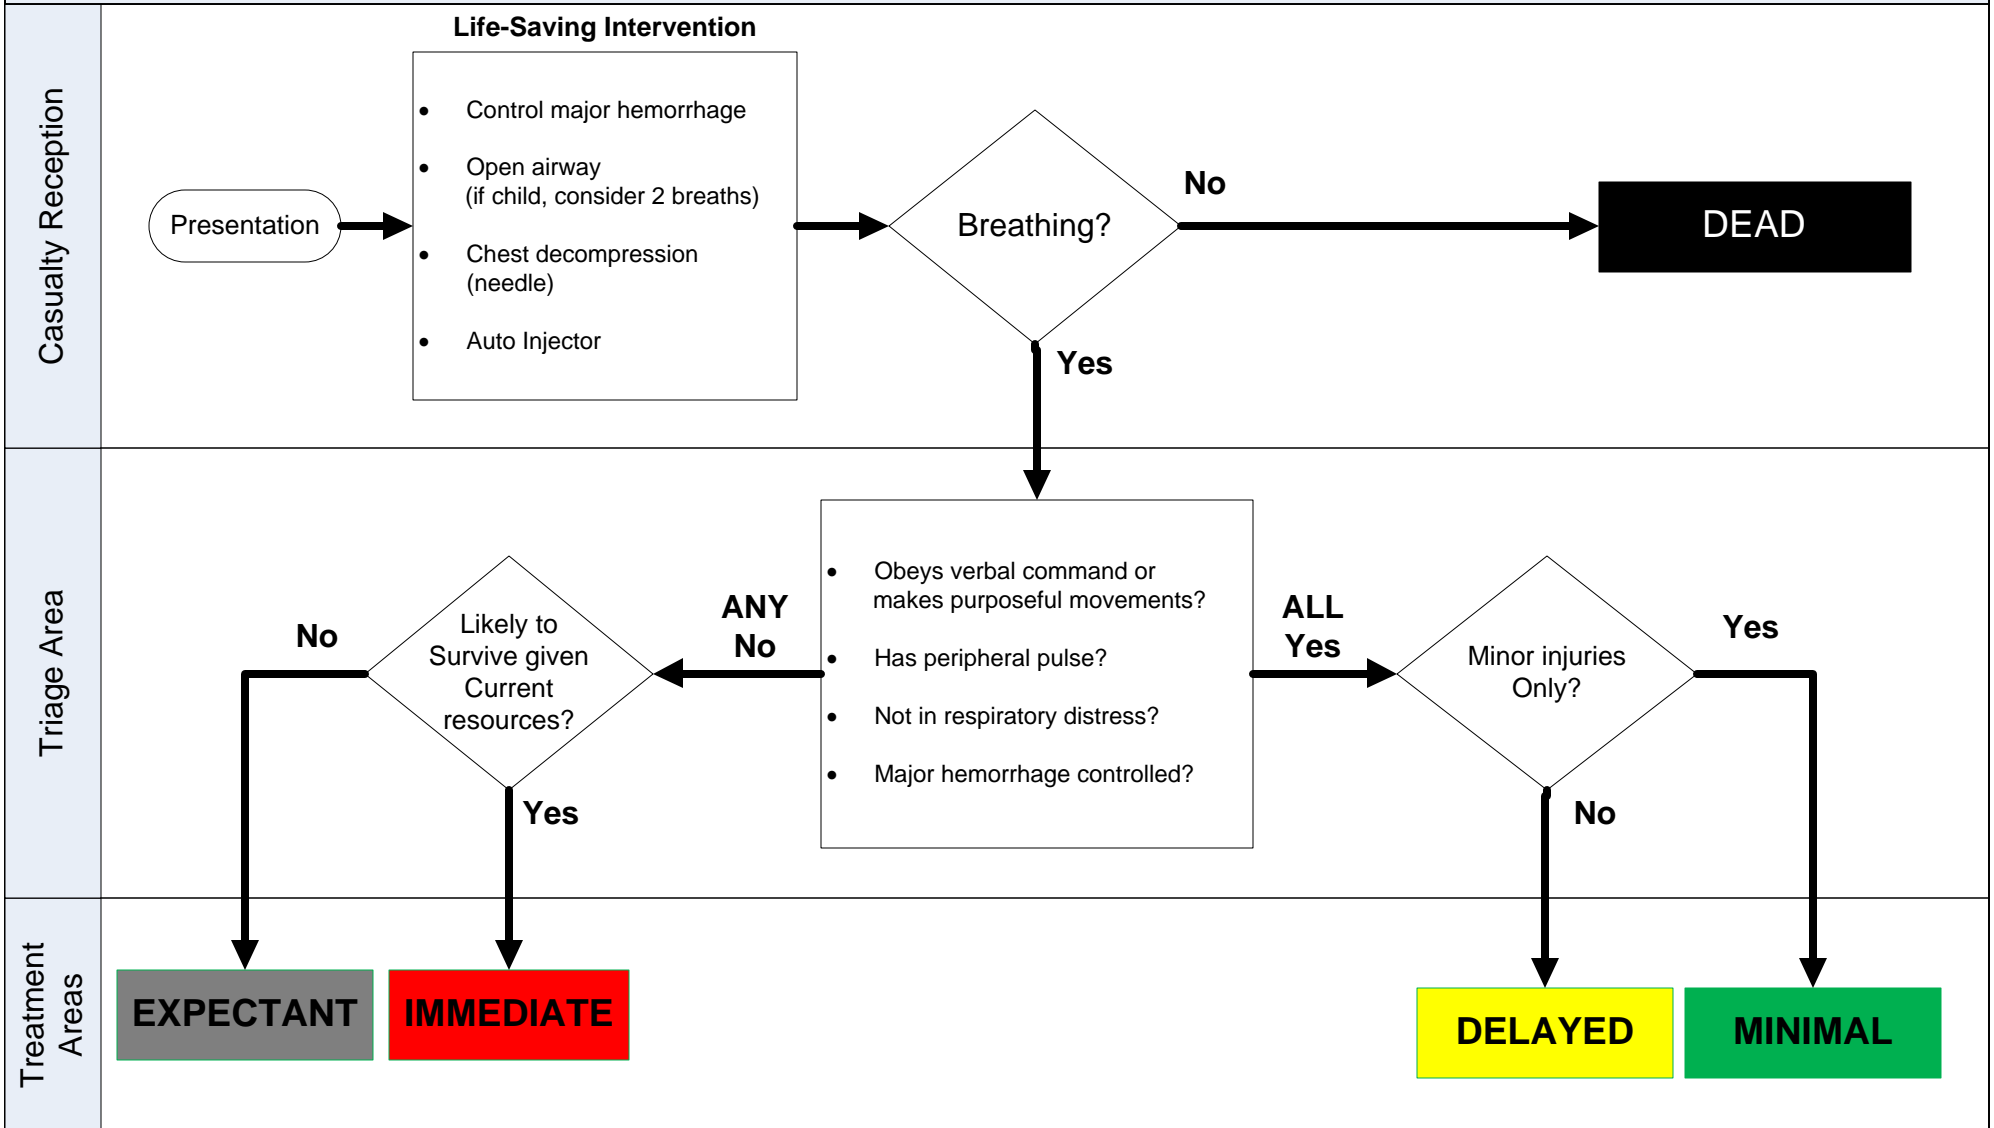 Life-Saving Intervention
Casualty Reception
Presentation
• Control major hemorrhage
• Open airway
(if child, consider 2 breaths)
• Chest decompression
(needle)
• Auto Injector
Breathing?
No
DEAD
Yes
Triage Area
No
Likely to
Survive given
Current
resources?
Yes
ANY
No
• Obeys verbal command or
makes purposeful movements?
• Has peripheral pulse?
• Not in respiratory distress?
• Major hemorrhage controlled?
ALL
Yes
Minor injuries
Only?
Yes
No
Treatment
Areas
EXPECTANT
IMMEDIATE
DELAYED
MINIMAL